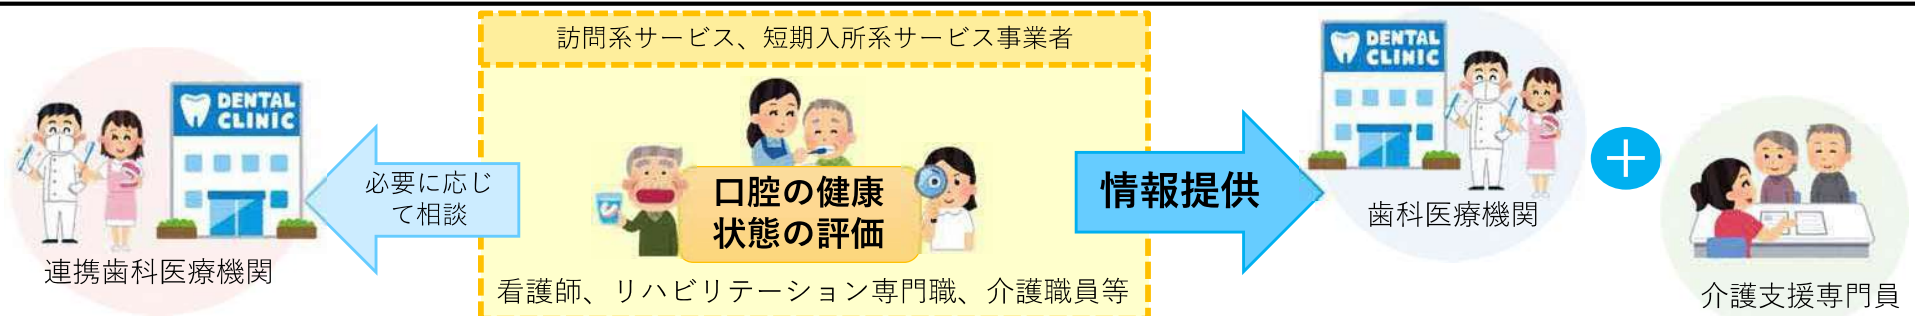 訪問系サービス、短期入所系サービス事業者
DENTAL
CLINIC
必要に応じ
て相談
連携歯科医療機関
口腔の健康
状態の評価
看護師、リハビリテーション専門職、介護職員等
情報提供
DENTAL
CLINIC
歯科医療機関
+
介護支援専門員